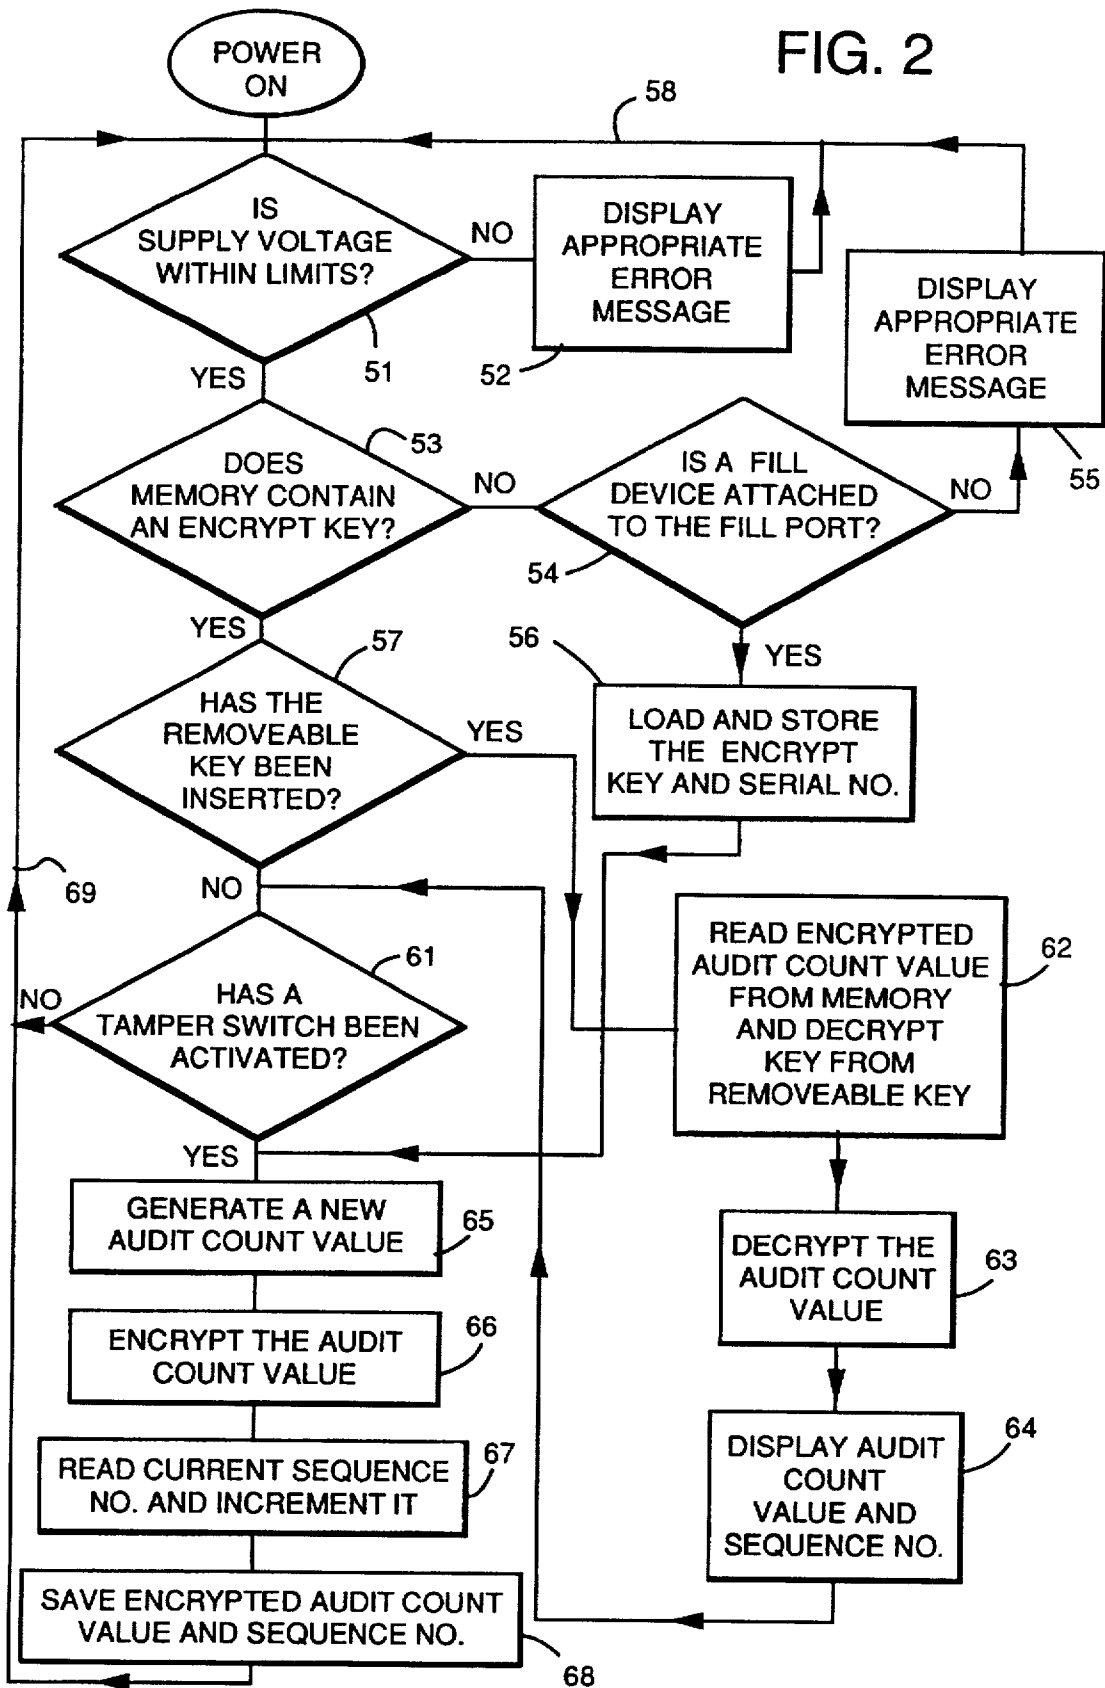 POWER
ON
FIG. 2
58
IS
SUPPLY VOLTAGE
WITHIN LIMITS?
NO
DISPLAY
APPROPRIATE
ERROR
MESSAGE
51
52
YES
DISPLAY
APPROPRIATE
ERROR
MESSAGE
55
53
DOES
MEMORY CONTAIN
AN ENCRYPT KEY?
NO
IS A FILL
DEVICE ATTACHED
TO THE FILL PORT?
NO
54
YES
57
56
YES
HAS THE
REMOVEABLE
KEY BEEN
INSERTED?
YES
LOAD AND STORE
THE ENCRYPT
KEY AND SERIAL NO.
69
NO
61
NO
HAS A
TAMPER SWITCH BEEN
ACTIVATED?
READ ENCRYPTED
AUDIT COUNT VALUE
FROM MEMORY
AND DECRYPT
KEY FROM
REMOVEABLE KEY
62
YES
GENERATE A NEW
AUDIT COUNT VALUE
65
DECRYPT THE
AUDIT COUNT
VALUE
63
ENCRYPT THE AUDIT
COUNT VALUE
66
READ CURRENT SEQUENCE
NO. AND INCREMENT IT
67
DISPLAY AUDIT
COUNT
VALUE AND
SEQUENCE NO.
64
SAVE ENCRYPTED AUDIT COUNT
VALUE AND SEQUENCE NO.
68